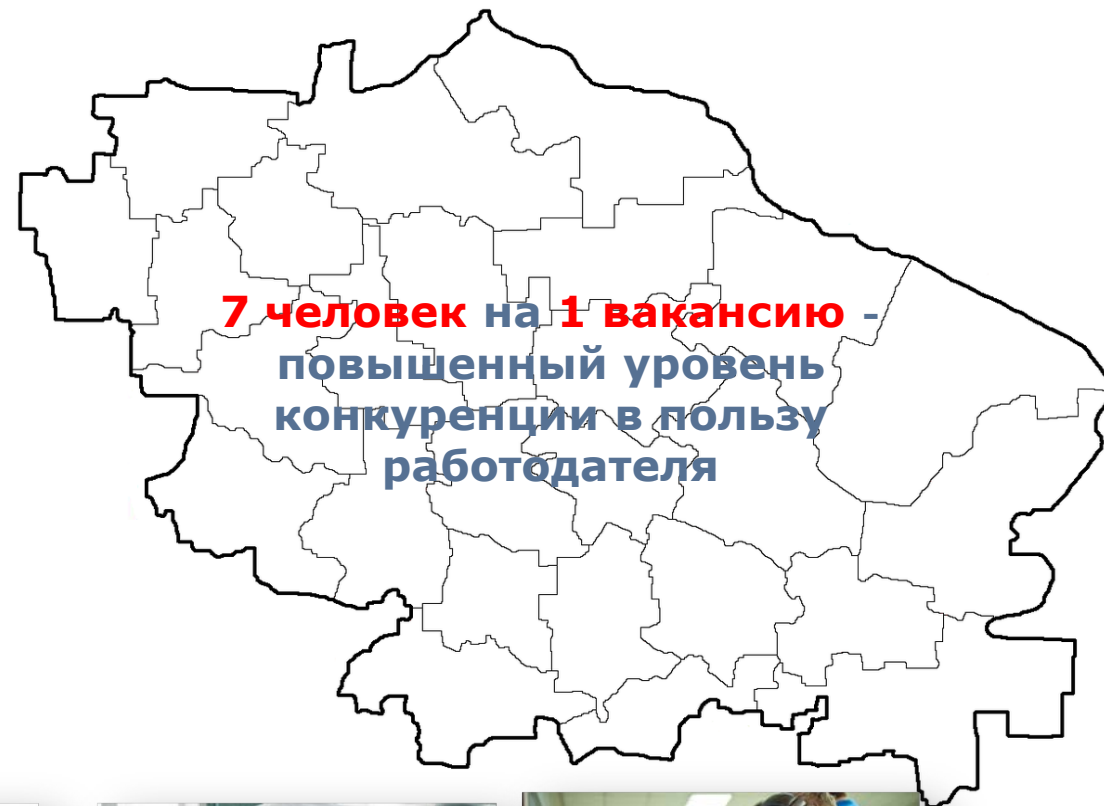 7 человек на 1 вакансию -
повышенный уровень
конкуренции в пользу
работодателя